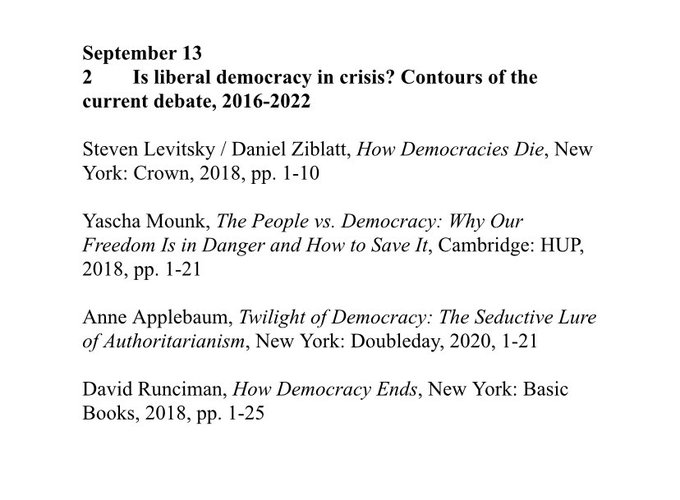 September 13
2 Is liberal democracy in crisis? Contours of the
current debate, 2016-2022
Steven Levitsky / Daniel Ziblatt, How Democracies Die, New
York: Crown, 2018, pp. 1-10
Yascha Mounk, The People vs. Democracy: Why Our
Freedom Is in Danger and How to Save It, Cambridge: HUP,
2018, pp. 1-21
Anne Applebaum, Twilight of Democracy: The Seductive Lure
of Authoritarianism, New York: Doubleday, 2020, 1-21
David Runciman, How Democracy Ends, New York: Basic
Books, 2018, pp. 1-25